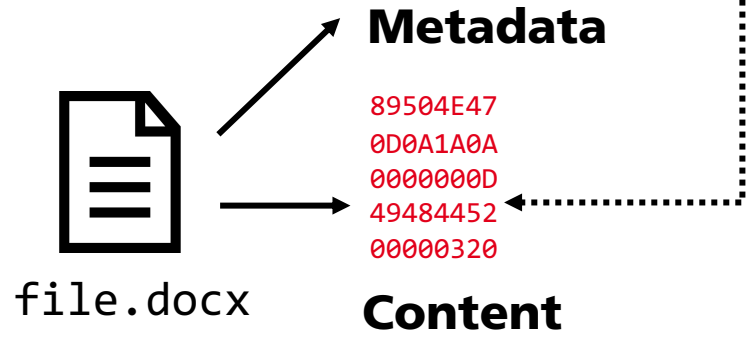 Metadata
89504E47
0D0A1A0A
0000000D
49484452
00000320
file.docx
Content